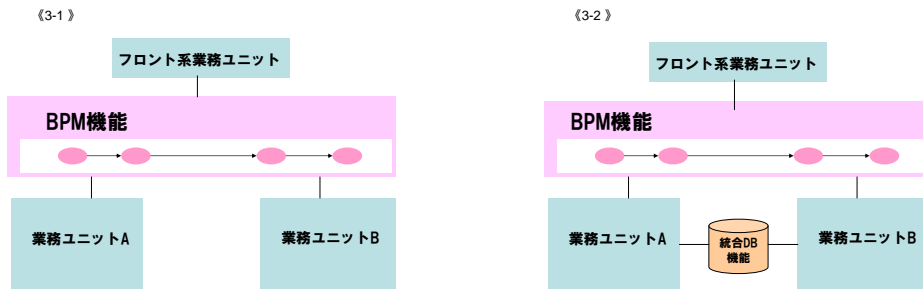 《3-1 》
フロント系業務ユニット
BPM機能
業務ユニットA
業務ユニットB
《3-2 》
フロント系業務ユニット
BPM機能
業務ユニットA
統合DB
機能
業務ユニットB